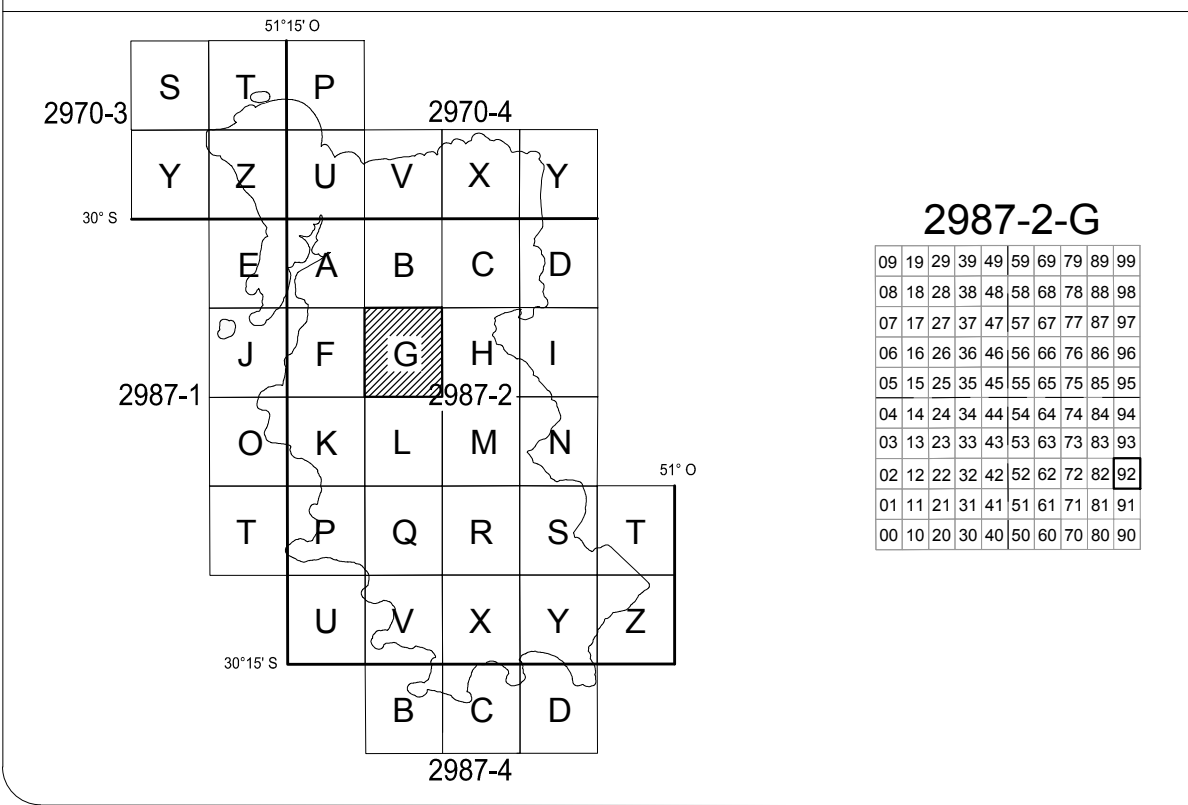 51°15' O
S T P
2970-3 2970-4
Y Z U V X Y
30° S
E A B C D
J F G H I
2987-1 2987-2
O K L M N
51° O
T P Q R S T
U V X Y Z
30°15' S
B C D
2987-4
2987-2-G
09 19 29 39 49 59 69 79 89 99
08 18 28 38 48 58 68 78 88 98
07 17 27 37 47 57 67 77 87 97
06 16 26 36 46 56 66 76 86 96
05 15 25 35 45 55 65 75 85 95
04 14 24 34 44 54 64 74 84 94
03 13 23 33 43 53 63 73 83 93
02 12 22 32 42 52 62 72 82 92
01 11 21 31 41 51 61 71 81 91
00 10 20 30 40 50 60 70 80 90